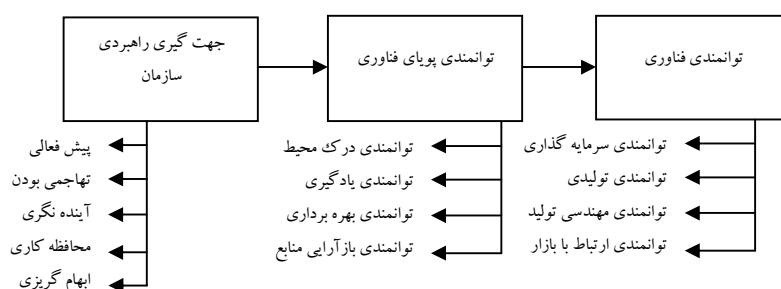 جهت گیری راهبردی
سازمان
توانمندی پویای فناوری
توانمندی فناوری
پیش فعالی
تهاجمی بودن
آینده نگری
محافظه کاری
ابهام گریزی
توانمندی درک محیط
توانمندی یادگیری
توانمندی بهره برداری
توانمندی بازآرایی منابع
توانمندی سرمایه گذاری
توانمندی تولیدی
توانمندی مهندسی تولید
توانمندی ارتباط با بازار